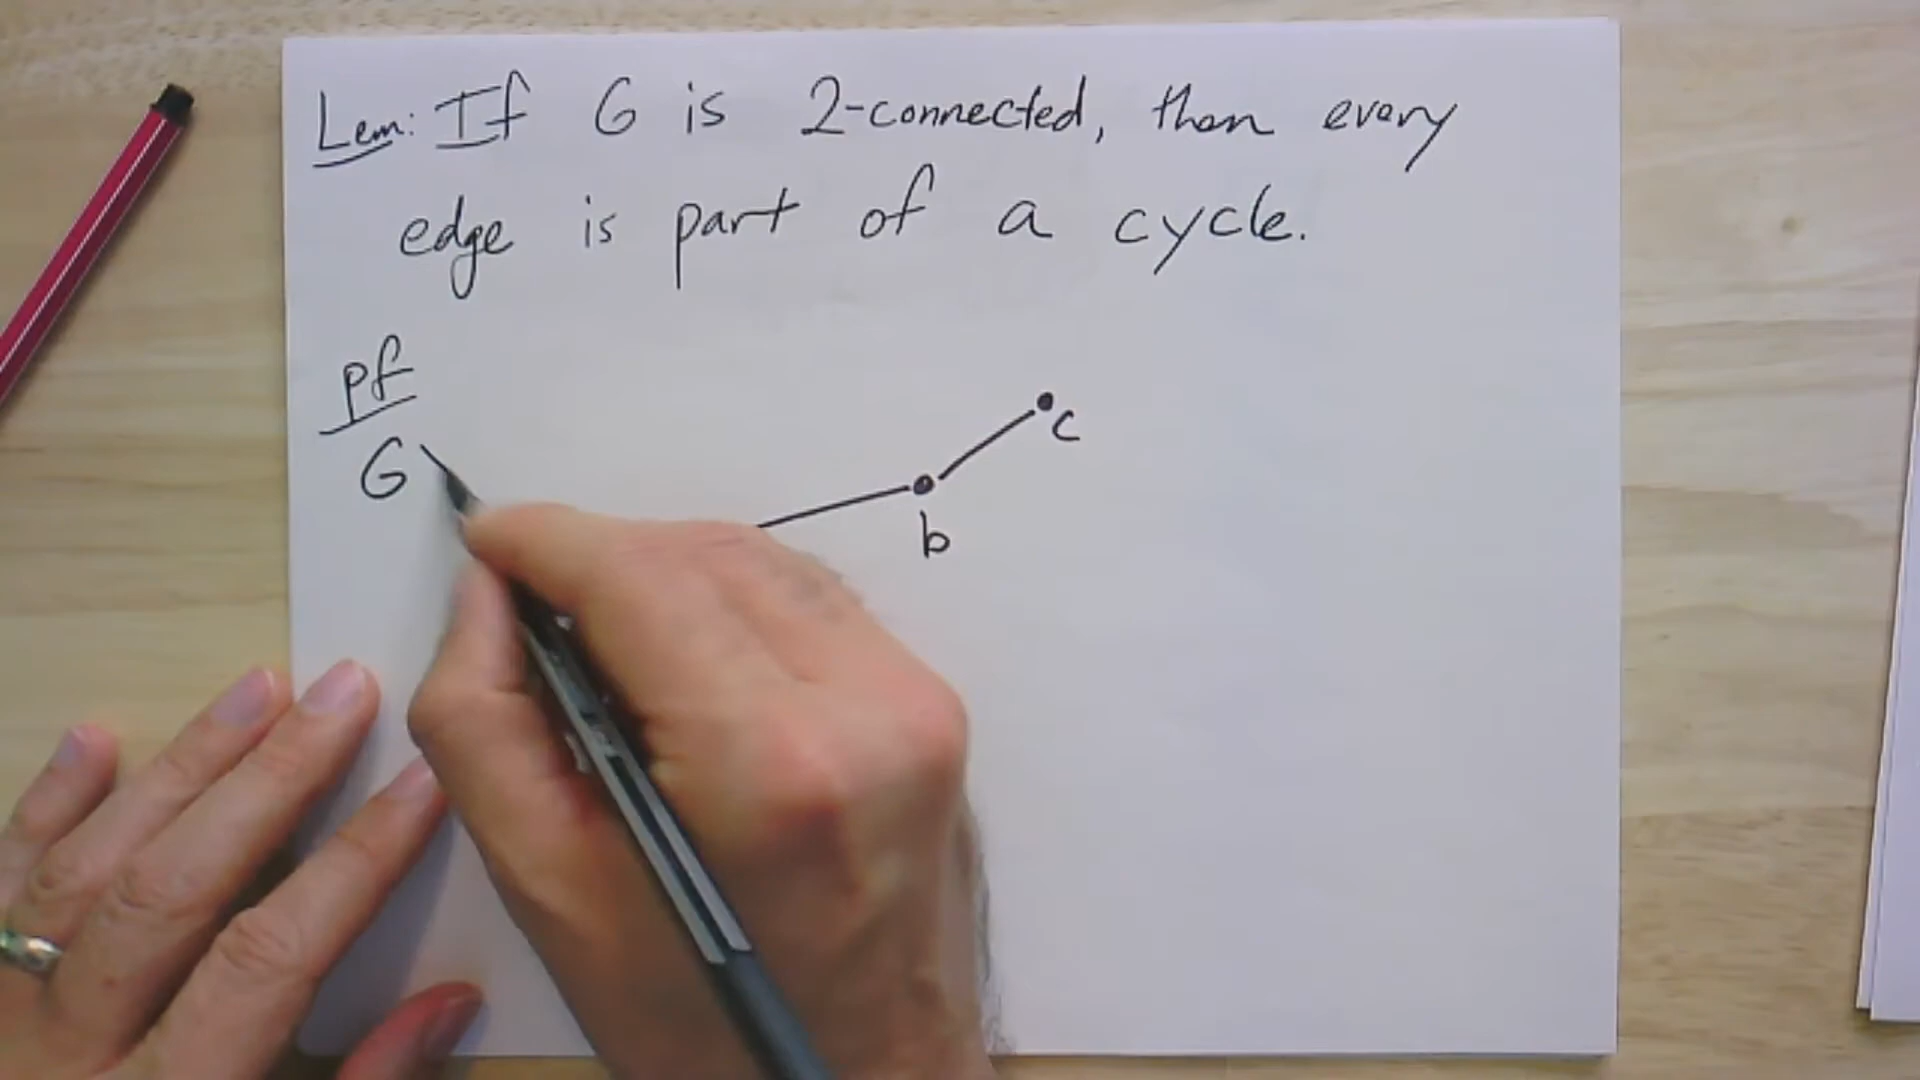 Lem: If G is 2-connected, then every
edge is part of a cycle.
pf
G \
c
b